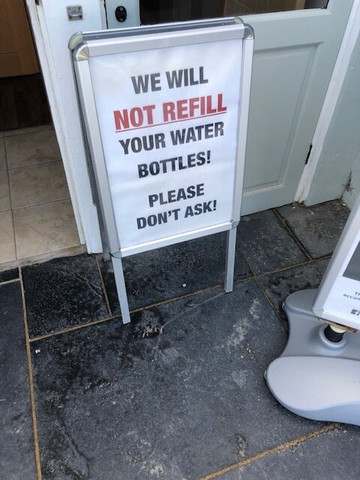 WE WILL
NOT REFILL
YOUR WATER
BOTTLES!
PLEASE
DON'T ASK!